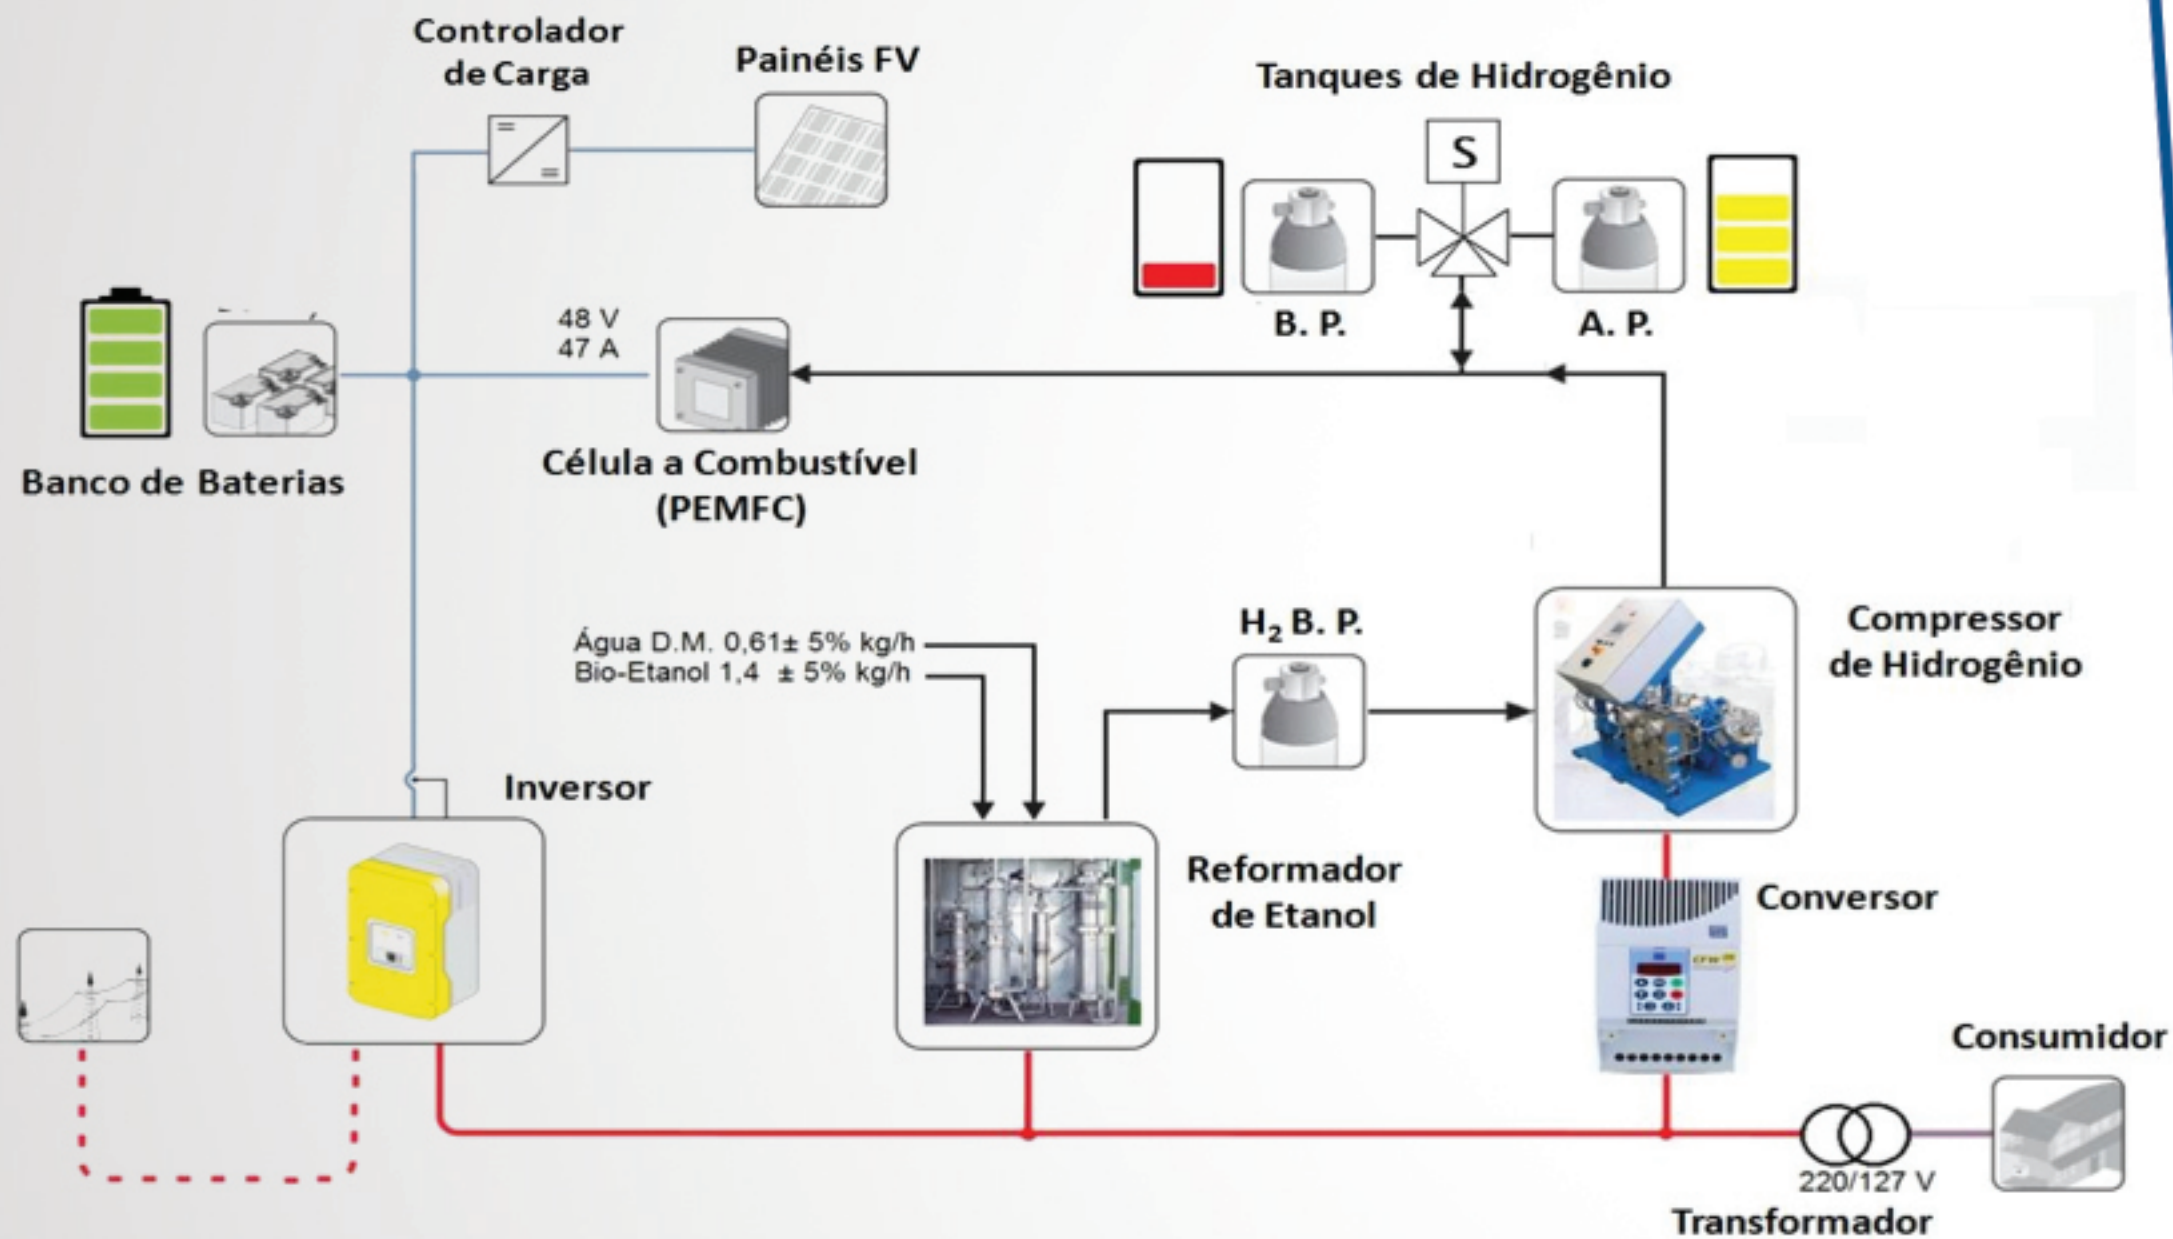 Controlador
de Carga
Painéis FV
Tanques de Hidrogênio
S
B. P.
A. P.
48 V
47 A
Banco de Baterias
Célula a Combustível
(PEMFC)
Água D.M. 0,61± 5% kg/h
Bio-Etanol 1,4 ± 5% kg/h
H₂ B. P.
Compressor
de Hidrogênio
Inversor
Reformador
de Etanol
Conversor
Consumidor
220/127 V
Transformador